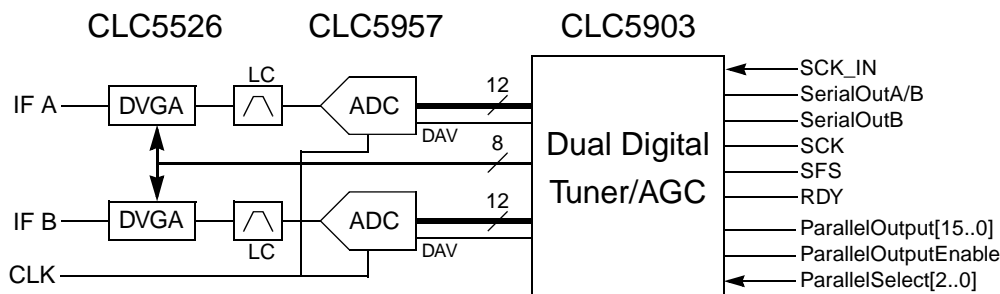 CLC5526 CLC5957 CLC5903
LC
IF A DVGA ADC 12 SCK_IN
DAV SerialOutA/B
SerialOutB
8 Dual Digital SCK
Tuner/AGC SFS
RDY
IF B DVGA ADC 12 ParallelOutput[15..0]
LC DAV ParallelOutputEnable
CLK ParallelSelect[2..0]